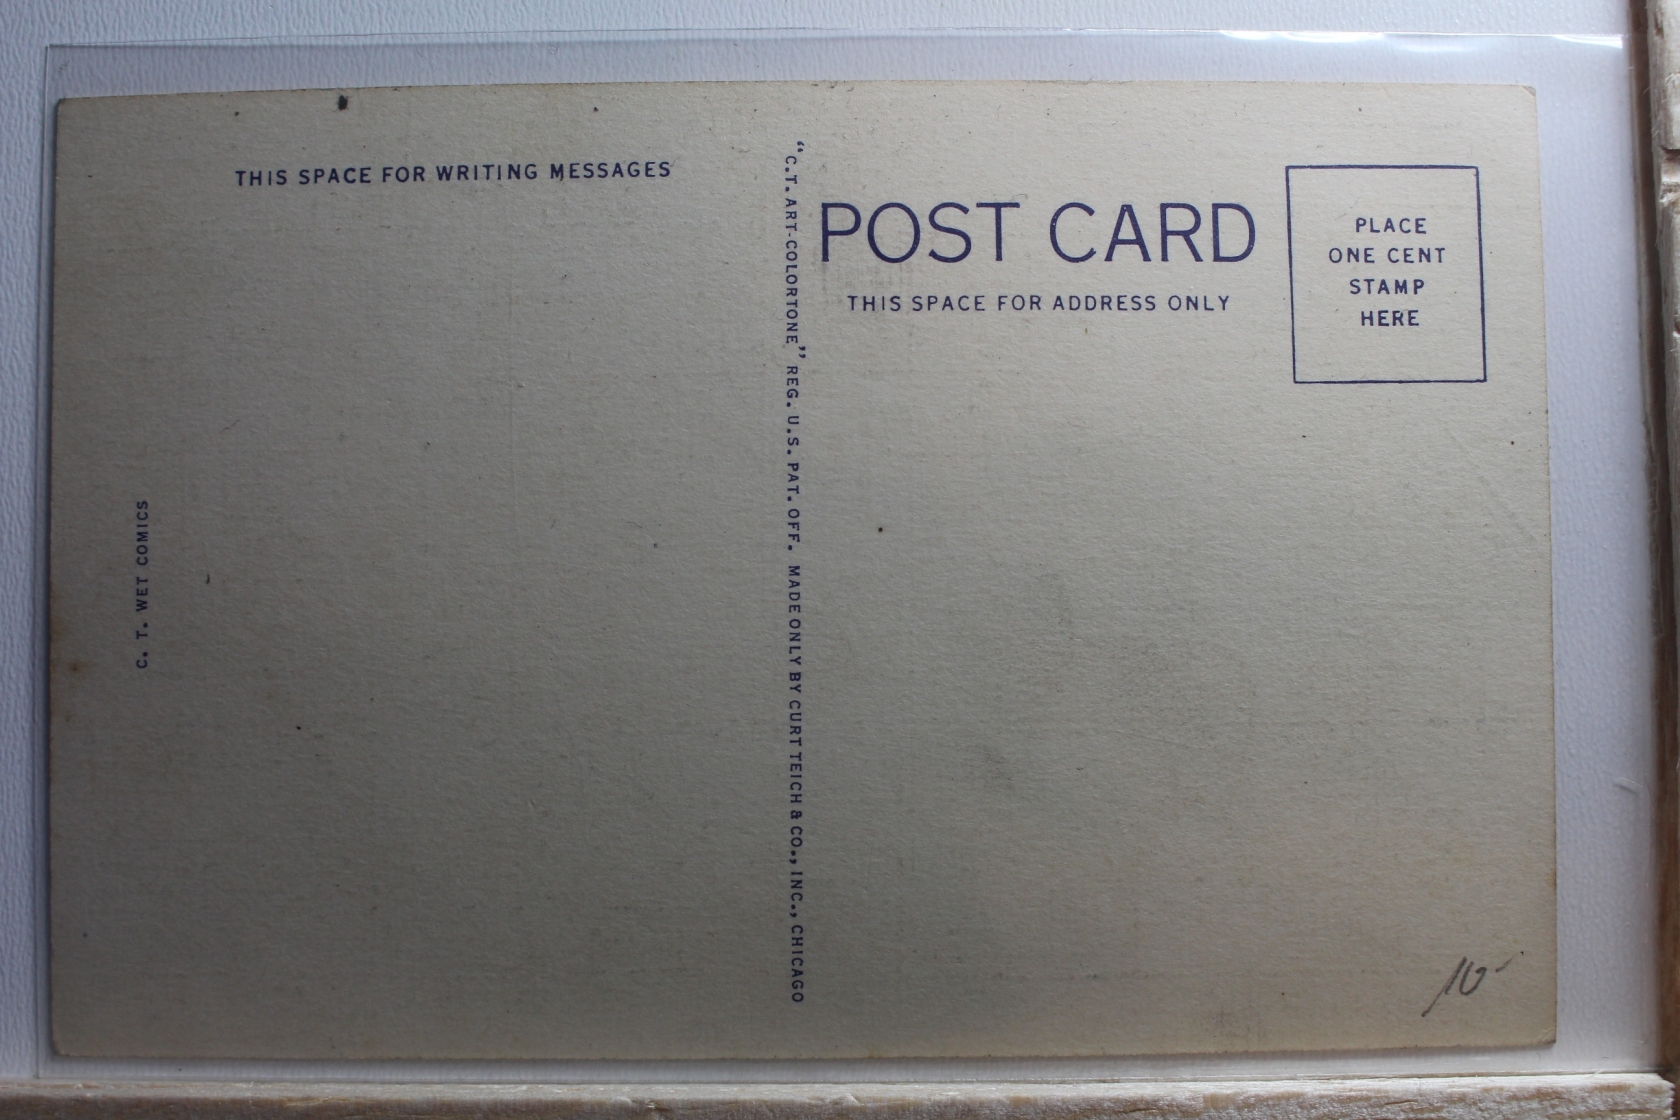 THIS SPACE FOR WRITING MESSAGES
C. T. WET COMICS
“C.T. ART-COLORTONE” REG. U.S. PAT. OFF. MADE ONLY BY CURT TEICH & CO., INC., CHICAGO
POST CARD
THIS SPACE FOR ADDRESS ONLY
PLACE
ONE CENT
STAMP
HERE
10-